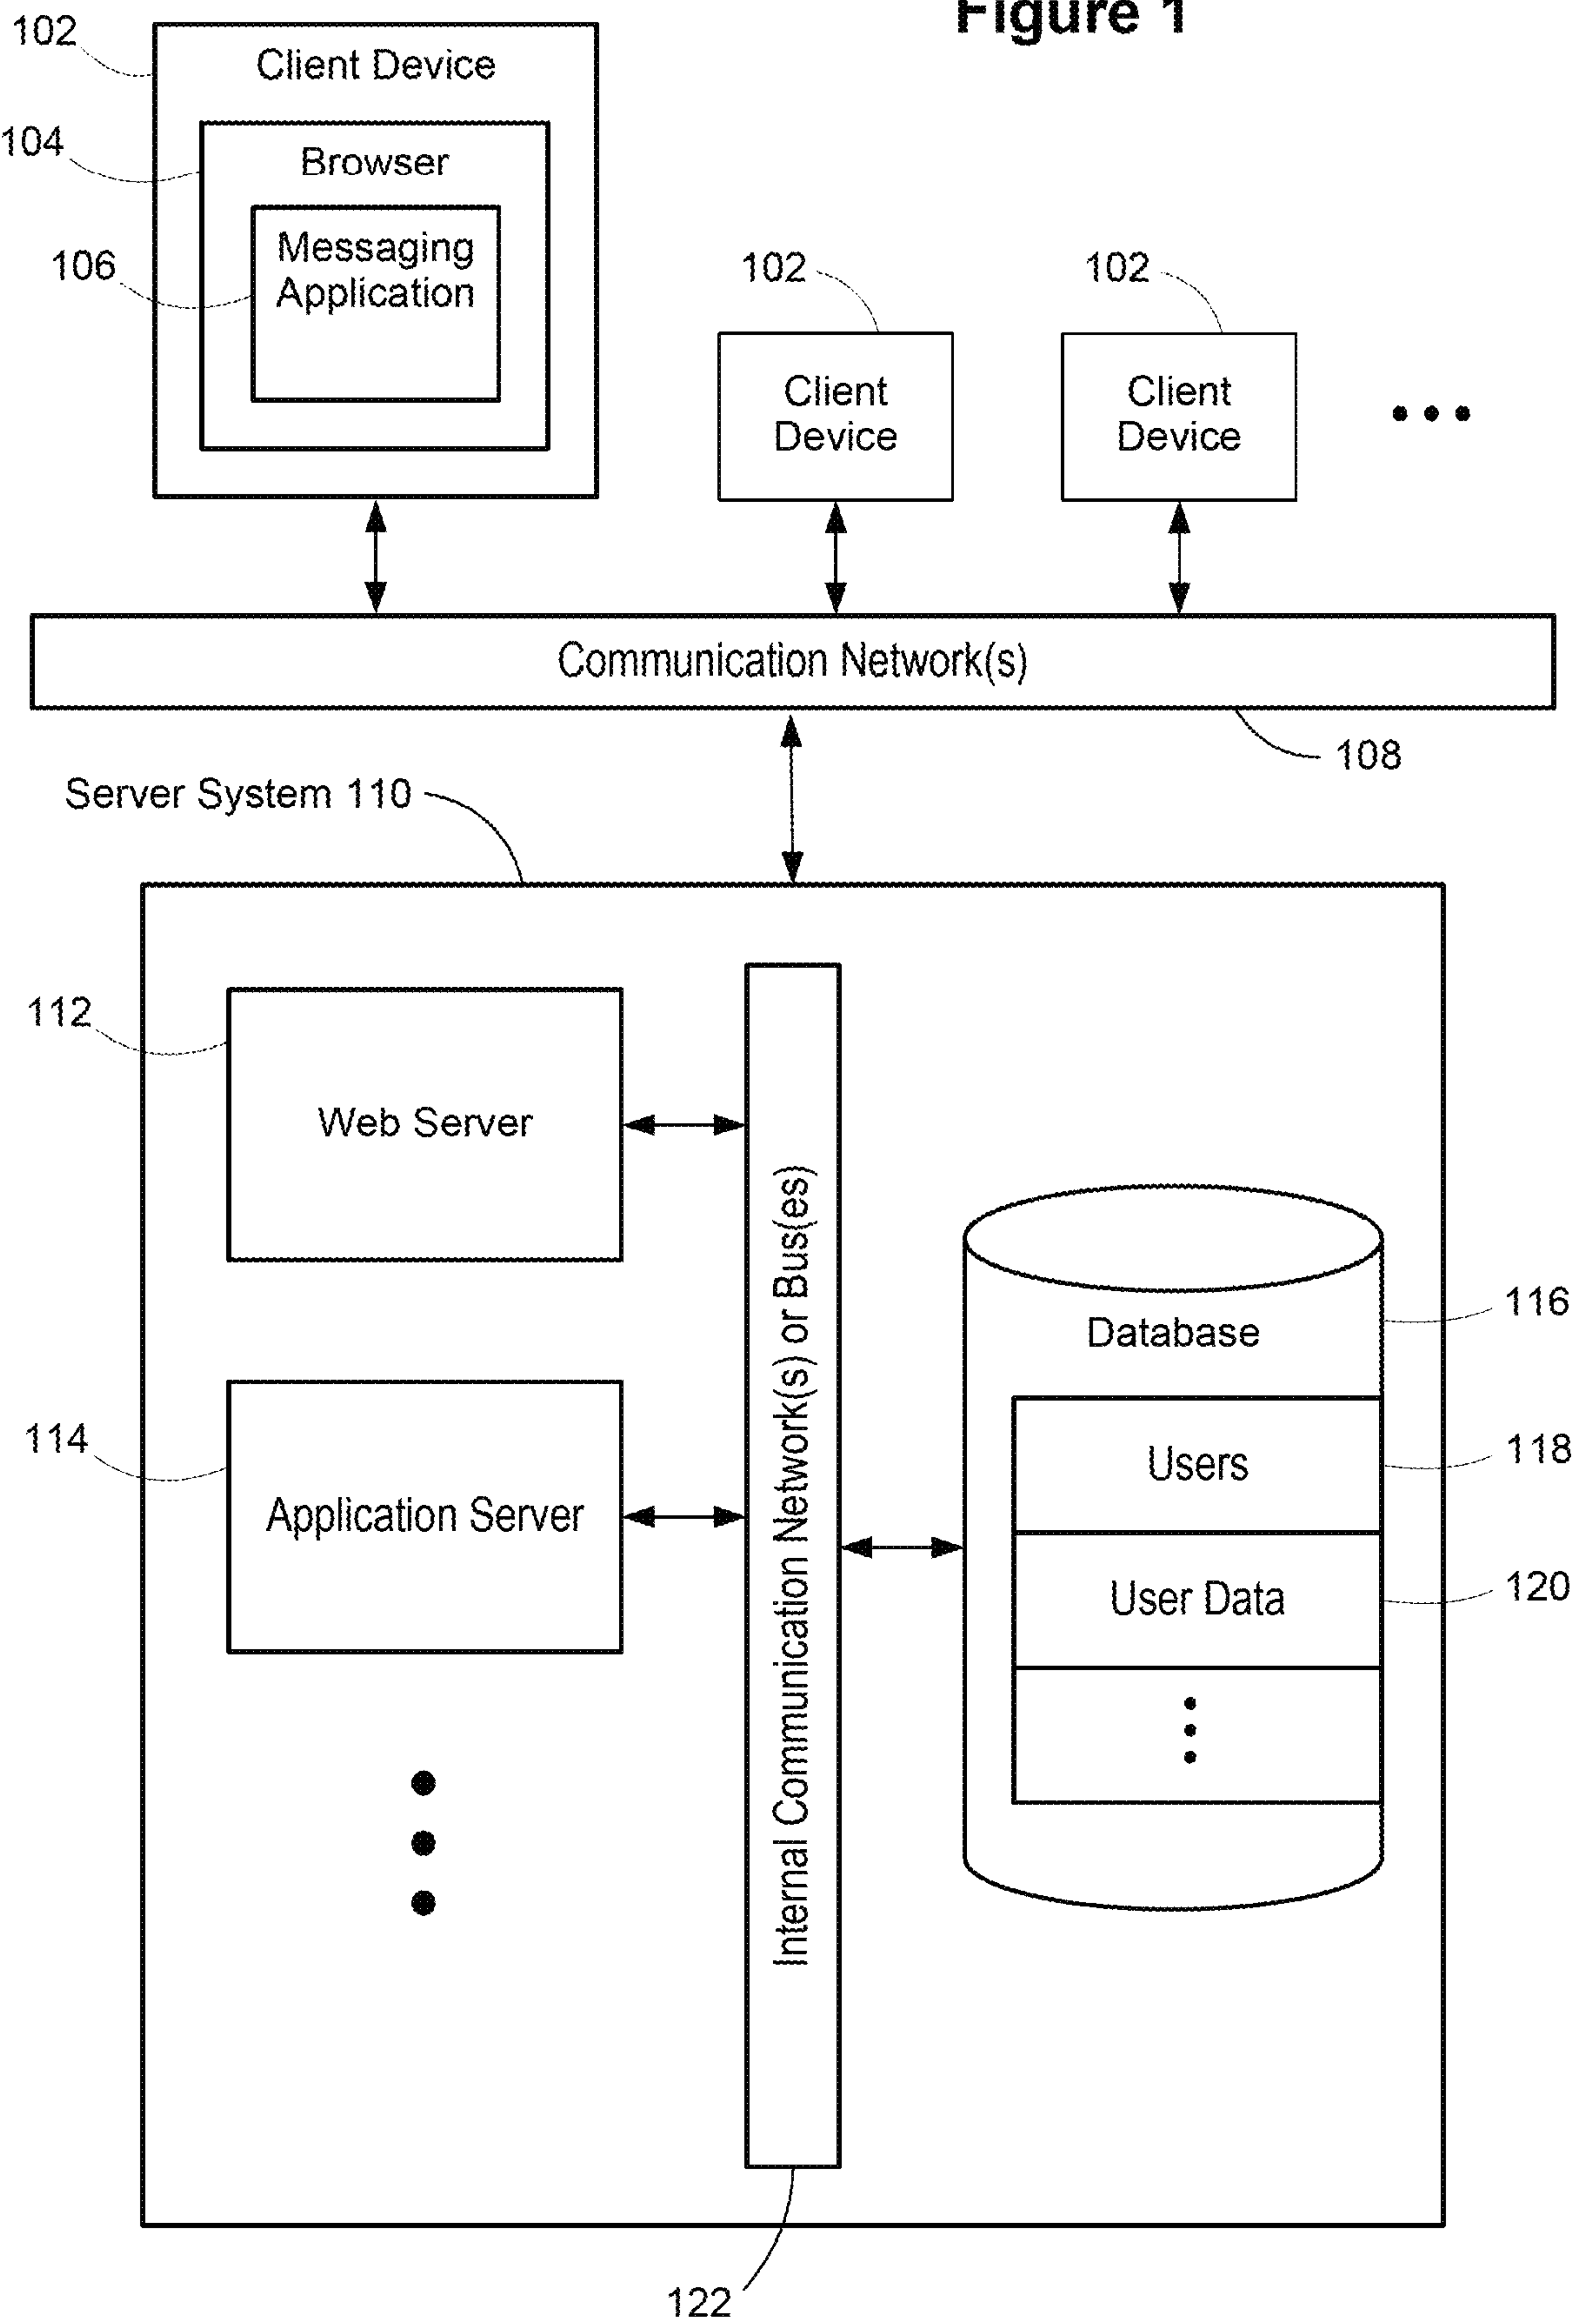 Figure 1
102
Client Device
104
Browser
106
Messaging
Application
102
Client
Device
102
Client
Device
Communication Network(s)
108
Server System 110
112
Web Server
114
Application Server
Internal Communication Network(s) or Bus(es)
Database
116
Users
118
User Data
120
122